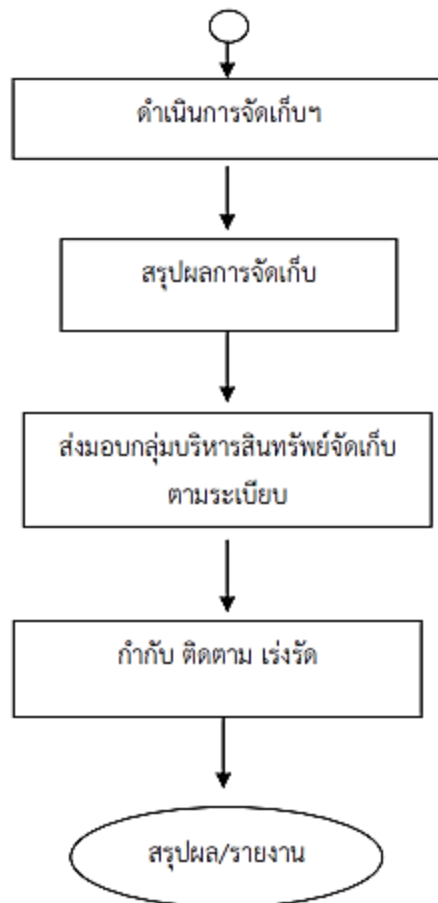 ดำเนินการจัดเก็บฯ
สรุปผลการจัดเก็บ
ส่งมอบกลุ่มบริหารสินทรัพย์จัดเก็บ
ตามระเบียบ
กำกับ ติดตาม เร่งรัด
สรุปผล/รายงาน